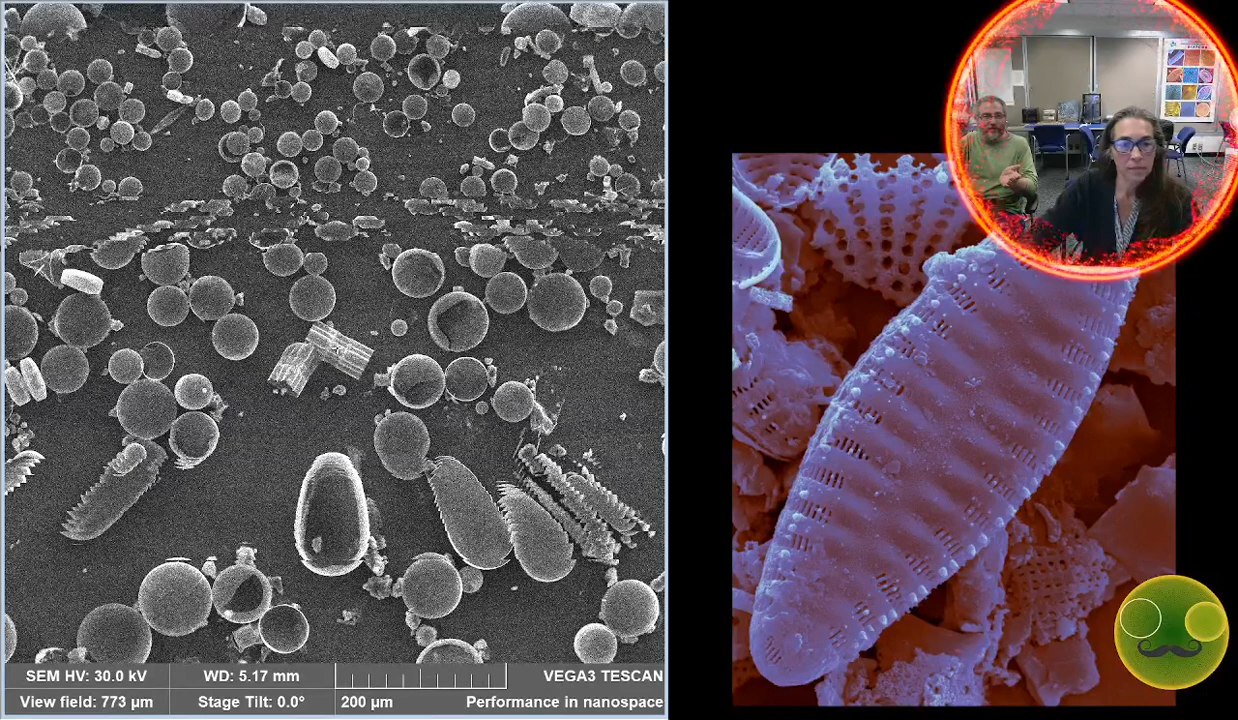 SEM HV: 30.0 kV
WD: 5.17 mm
VEGA3 TESCAN
View field: 773 µm
Stage Tilt: 0.0°
200 µm
Performance in nanospace